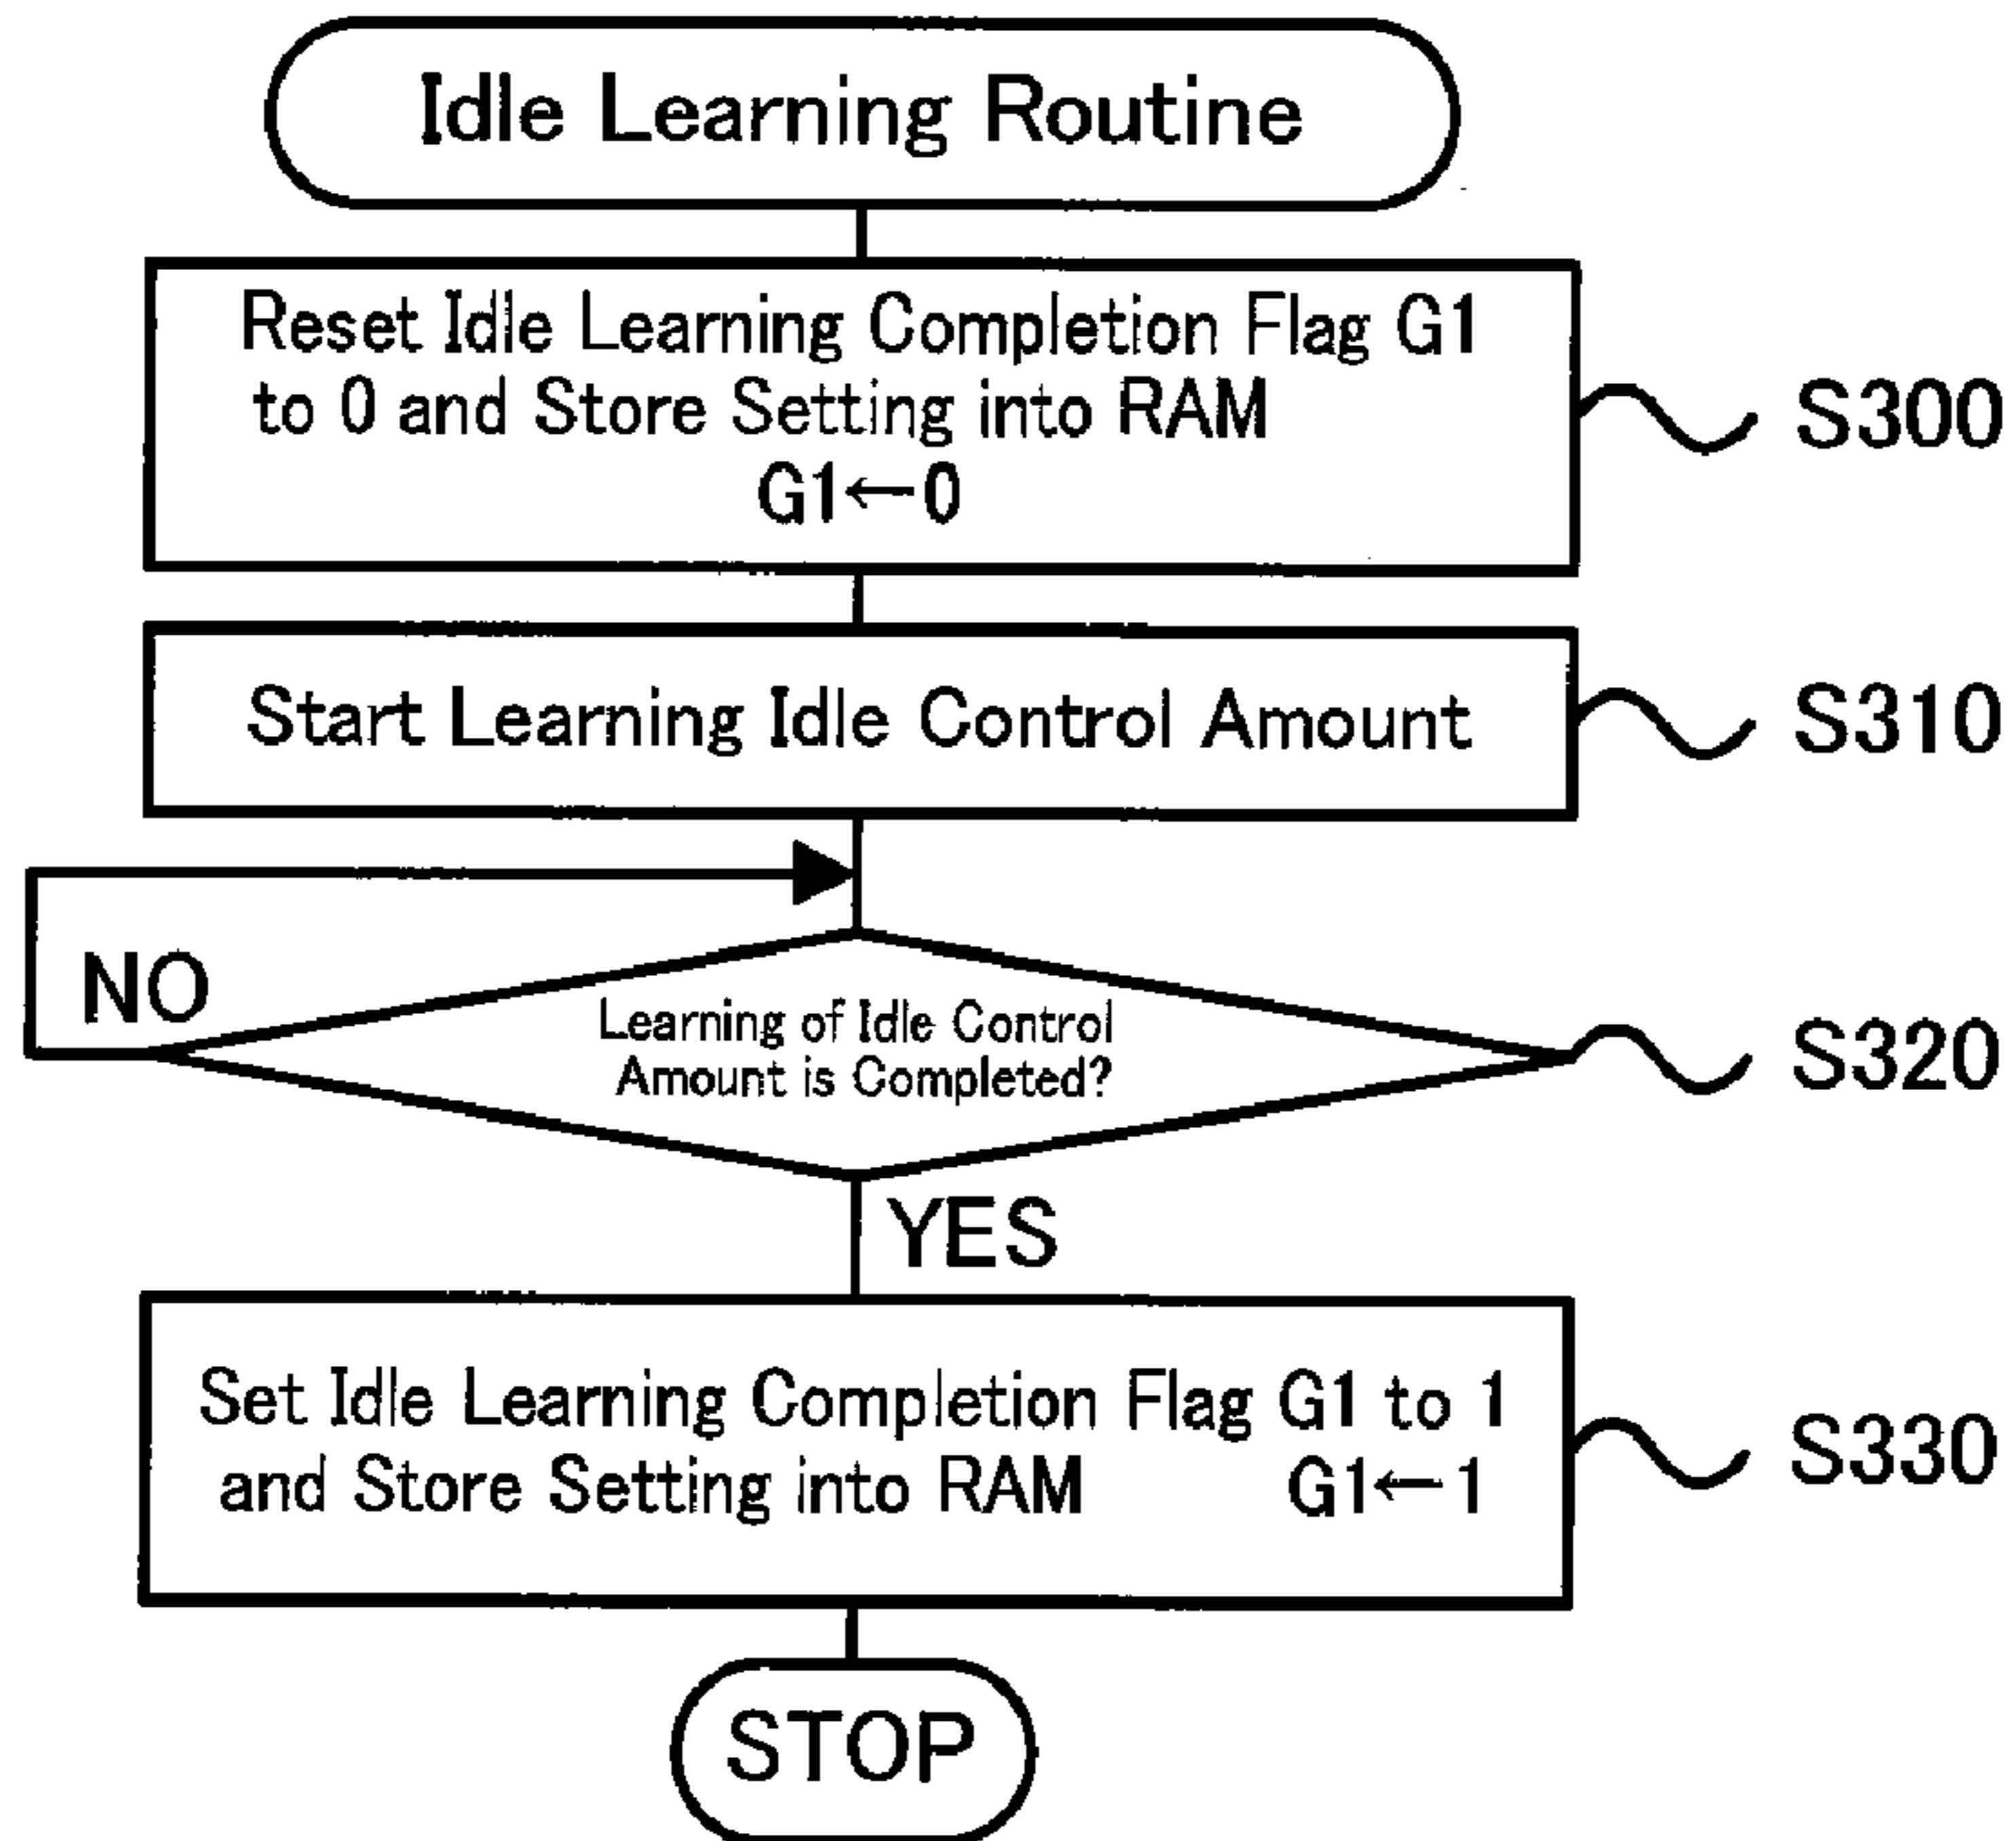 Idle Learning Routine
Reset Idle Learning Completion Flag G1
to 0 and Store Setting into RAM
G1←0
S300
Start Learning Idle Control Amount
S310
NO
Learning of Idle Control
Amount is Completed?
S320
YES
Set Idle Learning Completion Flag G1 to 1
and Store Setting into RAM G1←1
S330
STOP